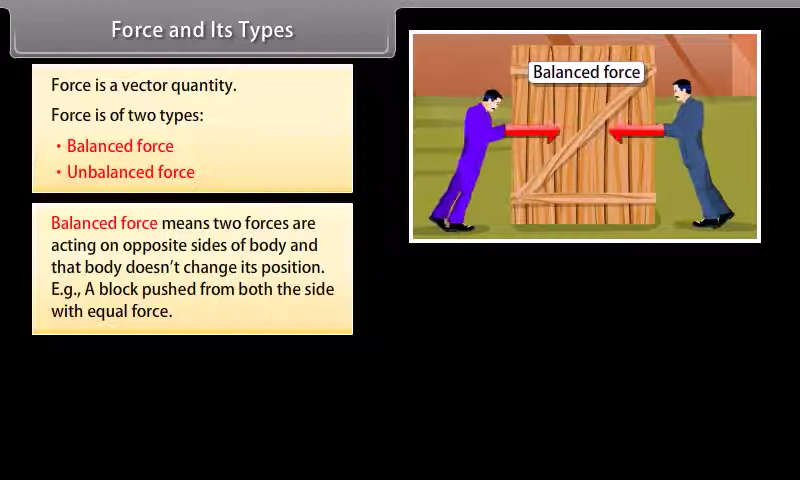 Force and Its Types
Force is a vector quantity.
Force is of two types:
• Balanced force
• Unbalanced force
Balanced force means two forces are
acting on opposite sides of body and
that body doesn’t change its position.
E.g., A block pushed from both the side
with equal force.
Balanced force